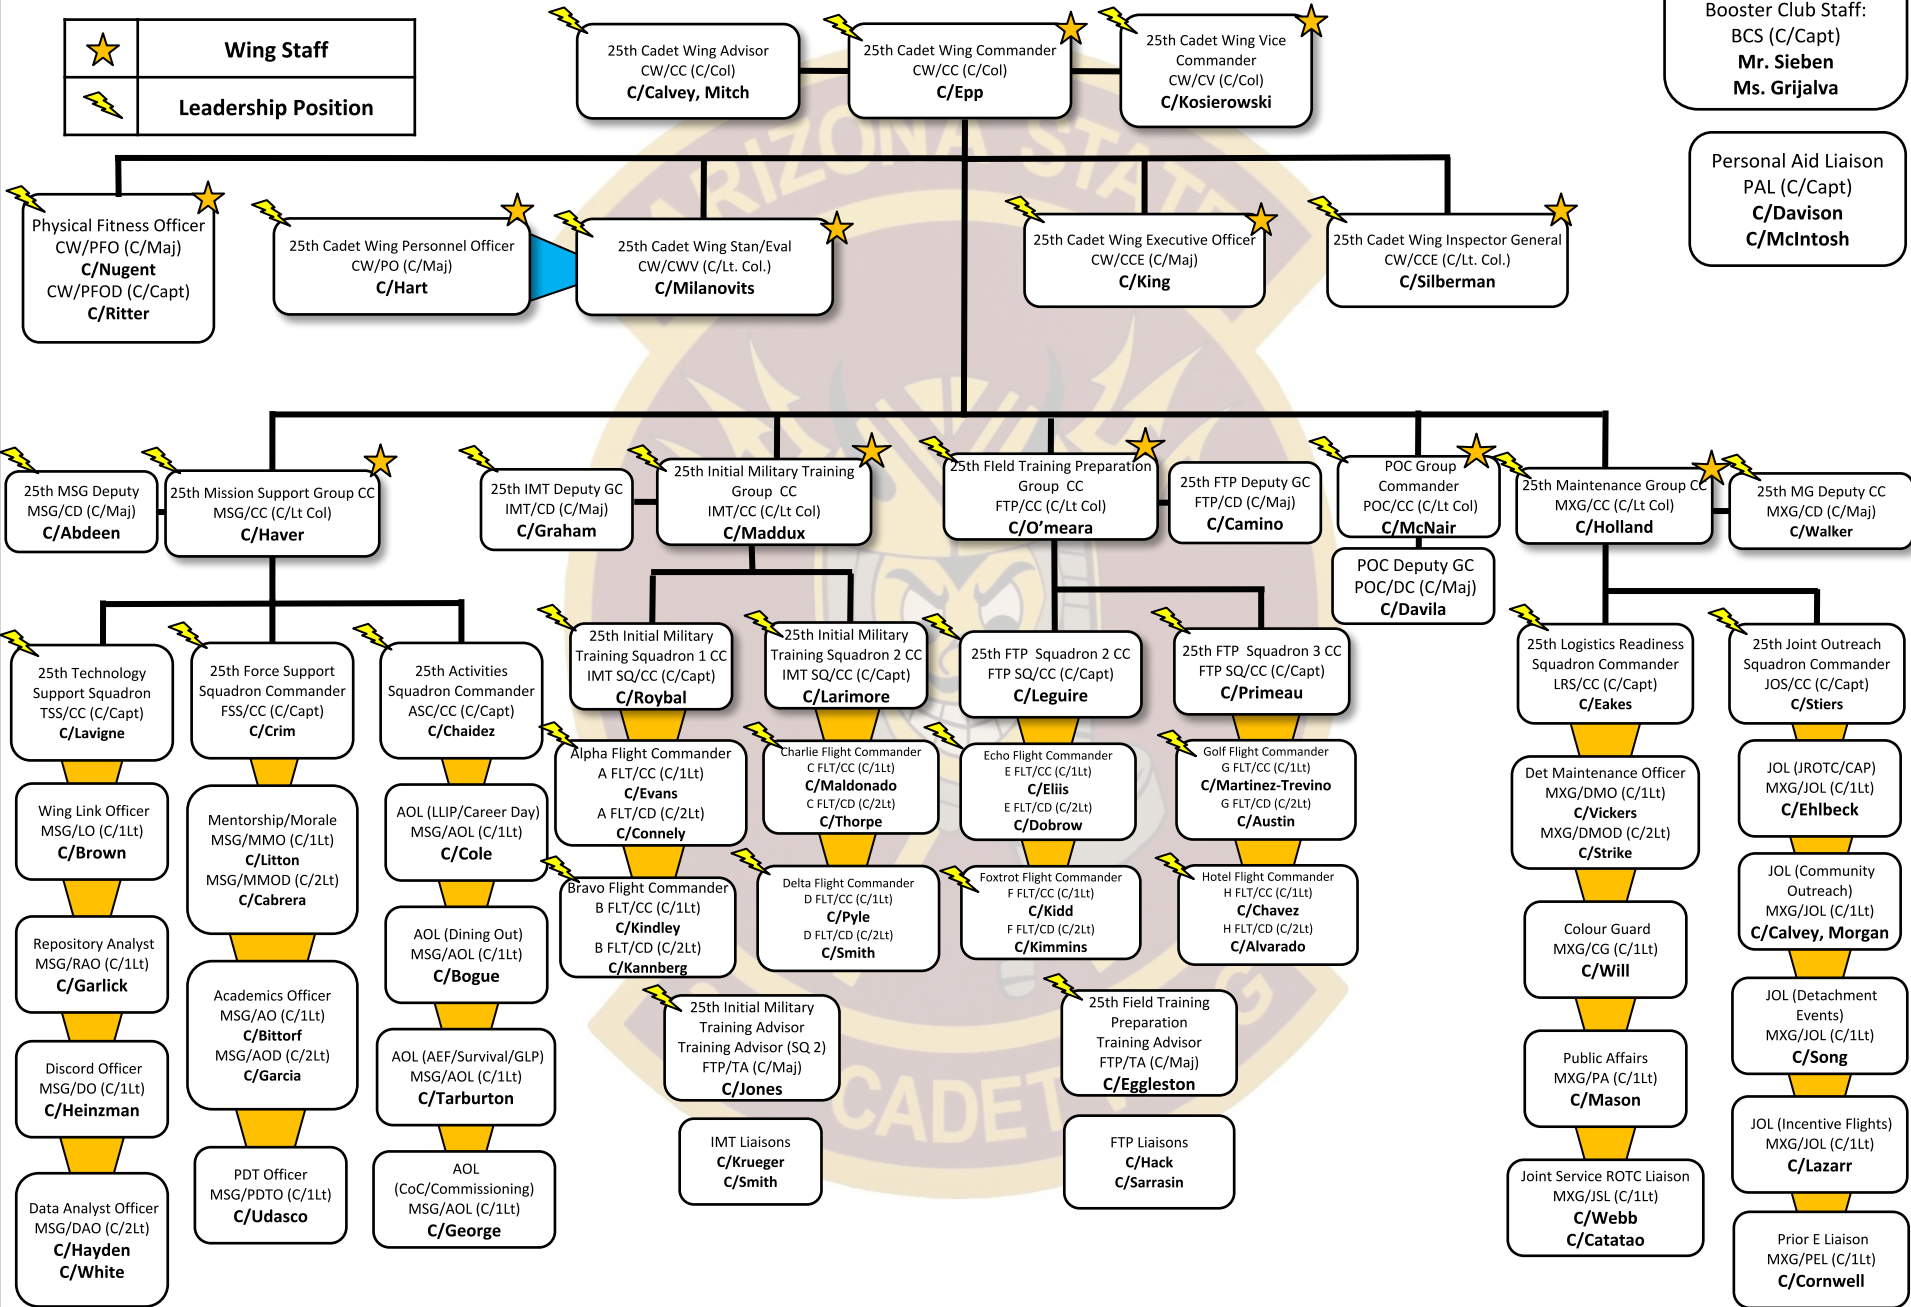 Wing Staff
Leadership Position
25th Cadet Wing Advisor
CW/CC (C/Col)
C/Calvey, Mitch
25th Cadet Wing Commander
CW/CC (C/Col)
C/Epp
25th Cadet Wing Vice
Commander
CW/CV (C/Col)
C/Kosierowski
Booster Club Staff:
BCS (C/Capt)
Mr. Sieben
Ms. Grijalva
Personal Aid Liaison
PAL (C/Capt)
C/Davison
C/McIntosh
ARIZONA STATE
Physical Fitness Officer
CW/PFO (C/Maj)
C/Nugent
CW/PFOD (C/Capt)
C/Ritter
25th Cadet Wing Personnel Officer
CW/PO (C/Maj)
C/Hart
25th Cadet Wing Stan/Eval
CW/CWV (C/Lt. Col.)
C/Milanovits
25th Cadet Wing Executive Officer
CW/CCE (C/Maj)
C/King
25th Cadet Wing Inspector General
CW/CCE (C/Lt. Col.)
C/Silberman
25th MSG Deputy
MSG/CD (C/Maj)
C/Abdeen
25th Mission Support Group CC
MSG/CC (C/Lt Col)
C/Haver
25th IMT Deputy GC
IMT/CD (C/Maj)
C/Graham
25th Initial Military Training
Group CC
IMT/CC (C/Lt Col)
C/Maddux
25th FIeld Training Preparation
Group CC
FTP/CC (C/Lt Col)
C/O’meara
25th FTP Deputy GC
FTP/CD (C/Maj)
C/Camino
POC Group
Commander
POC/CC (C/Lt Col)
C/McNair
POC Deputy GC
POC/DC (C/Maj)
C/Davila
25th Maintenance Group CC
MXG/CC (C/Lt Col)
C/Holland
25th MG Deputy CC
MXG/CD (C/Maj)
C/Walker
25th Technology
Support Squadron
TSS/CC (C/Capt)
C/Lavigne
Wing Link Officer
MSG/LO (C/1Lt)
C/Brown
Repository Analyst
MSG/RAO (C/1Lt)
C/Garlick
Discord Officer
MSG/DO (C/1Lt)
C/Heinzman
Data Analyst Officer
MSG/DAO (C/2Lt)
C/Hayden
C/White
25th Force Support
Squadron Commander
FSS/CC (C/Capt)
C/Crim
Mentorship/Morale
MSG/MMO (C/1Lt)
C/Litton
MSG/MMOD (C/2Lt)
C/Cabrera
Academics Officer
MSG/AO (C/1Lt)
C/Bittorf
MSG/AOD (C/2Lt)
C/Garcia
PDT Officer
MSG/PDTO (C/1Lt)
C/Udasco
25th Activities
Squadron Commander
ASC/CC (C/Capt)
C/Chaidez
AOL (LLIP/Career Day)
MSG/AOL (C/1Lt)
C/Cole
AOL (Dining Out)
MSG/AOL (C/1Lt)
C/Bogue
AOL (AEF/Survival/GLP)
MSG/AOL (C/1Lt)
C/Tarburton
AOL
(CoC/Commissioning)
MSG/AOL (C/1Lt)
C/George
25th Initial Military
Training Squadron 1 CC
IMT SQ/CC (C/Capt)
C/Roybal
Alpha Flight Commander
A FLT/CC (C/1Lt)
C/Evans
A FLT/CD (C/2Lt)
C/Connely
Bravo Flight Commander
B FLT/CC (C/1Lt)
C/Kindley
B FLT/CD (C/2Lt)
C/Kannberg
25th Initial Military
Training Squadron 2 CC
IMT SQ/CC (C/Capt)
C/Larimore
Charlie Flight Commander
C FLT/CC (C/1Lt)
C/Maldonado
C FLT/CD (C/2Lt)
C/Thorpe
Delta Flight Commander
D FLT/CC (C/1Lt)
C/Pyle
D FLT/CD (C/2Lt)
C/Smith
25th Initial Military
Training Advisor
Training Advisor (SQ 2)
FTP/TA (C/Maj)
C/Jones
IMT Liaisons
C/Krueger
C/Smith
25th FTP Squadron 2 CC
FTP SQ/CC (C/Capt)
C/Leguire
Echo Flight Commander
E FLT/CC (C/1Lt)
C/Eliis
E FLT/CD (C/2Lt)
C/Dobrow
Foxtrot Flight Commander
F FLT/CC (C/1Lt)
C/Kidd
F FLT/CD (C/2Lt)
C/Kimmins
25th FTP Squadron 3 CC
FTP SQ/CC (C/Capt)
C/Primeau
Golf Flight Commander
G FLT/CC (C/1Lt)
C/Martinez-Trevino
G FLT/CD (C/2Lt)
C/Austin
Hotel Flight Commander
H FLT/CC (C/1Lt)
C/Chavez
H FLT/CD (C/2Lt)
C/Alvarado
25th Field Training
Preparation
Training Advisor
FTP/TA (C/Maj)
C/Eggleston
FTP Liaisons
C/Hack
C/Sarrasin
25th Logistics Readiness
Squadron Commander
LRS/CC (C/Capt)
C/Eakes
Det Maintenance Officer
MXG/DMO (C/1Lt)
C/Vickers
MXG/DMOD (C/2Lt)
C/Strike
Colour Guard
MXG/CG (C/1Lt)
C/Will
Public Affairs
MXG/PA (C/1Lt)
C/Mason
Joint Service ROTC Liaison
MXG/JSL (C/1Lt)
C/Webb
C/Catatao
25th Joint Outreach
Squadron Commander
JOS/CC (C/Capt)
C/Stiers
JOL (JROTC/CAP)
MXG/JOL (C/1Lt)
C/Ehlbeck
JOL (Community
Outreach)
MXG/JOL (C/1Lt)
C/Calvey, Morgan
JOL (Detachment
Events)
MXG/JOL (C/1Lt)
C/Song
JOL (Incentive Flights)
MXG/JOL (C/1Lt)
C/Lazarr
Prior E Liaison
MXG/PEL (C/1Lt)
C/Cornwell
CADET